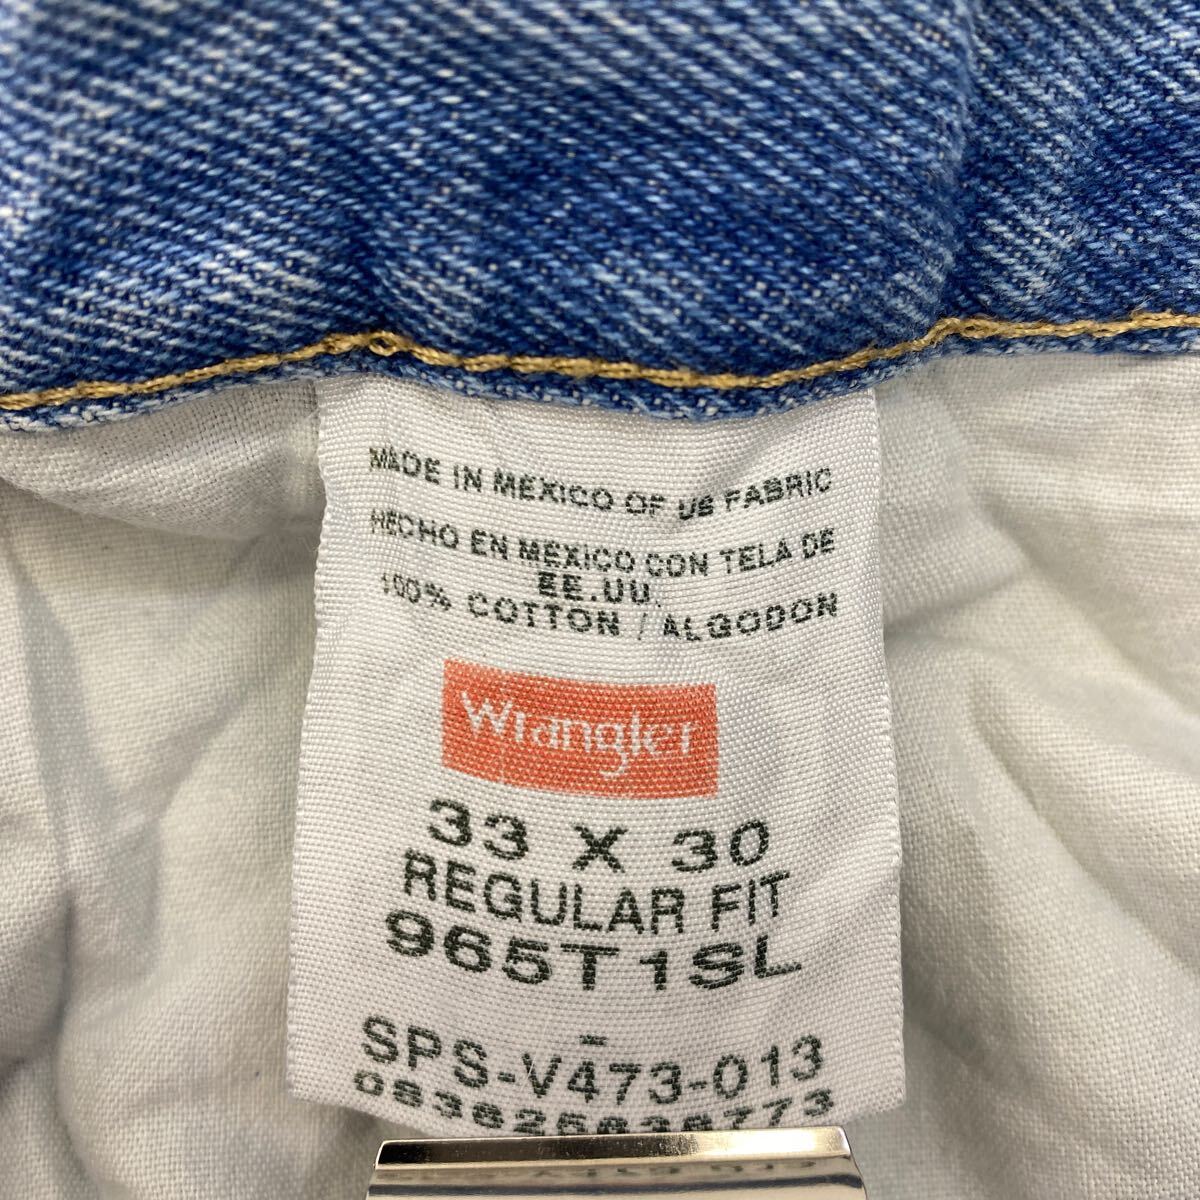 MADE IN MEXICO OF US FABRIC
HECHO EN MEXICO CON TELA DE
EE.UU.
100% COTTON / ALGODON
Wrangler
33 X 30
REGULAR FIT
965T1SL
-
SPS-V473-013